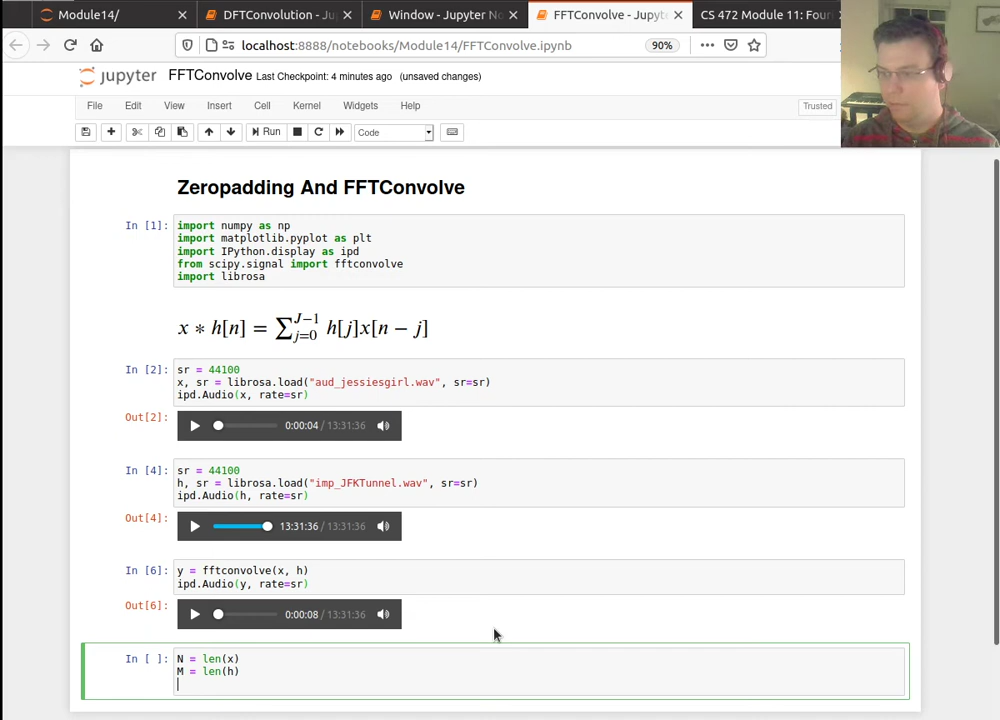 Module14/
DFTConvolution - Ju
Window - Jupyter No
FFTConvolve - Jupyte
CS 472 Module 11: Fou
localhost:8888/notebooks/Module14/FFTConvolve.ipynb
90%
jupyter FFTConvolve Last Checkpoint: 4 minutes ago (unsaved changes)
File Edit View Insert Cell Kernel Widgets Help
Trusted
Run
Code
Zeropadding And FFTConvolve
In [1]:
import numpy as np
import matplotlib.pyplot as plt
import IPython.display as ipd
from scipy.signal import fftconvolve
import librosa
x ∗ h[n] = ∑_{j=0}^{J−1} h[j]x[n − j]
In [2]:
sr = 44100
x, sr = librosa.load("aud_jessiesgirl.wav", sr=sr)
ipd.Audio(x, rate=sr)
Out[2]:
0:00:04 / 13:31:36
In [4]:
sr = 44100
h, sr = librosa.load("imp_JFKTunnel.wav", sr=sr)
ipd.Audio(h, rate=sr)
Out[4]:
13:31:36 / 13:31:36
In [6]:
y = fftconvolve(x, h)
ipd.Audio(y, rate=sr)
Out[6]:
0:00:08 / 13:31:36
In [ ]:
N = len(x)
M = len(h)